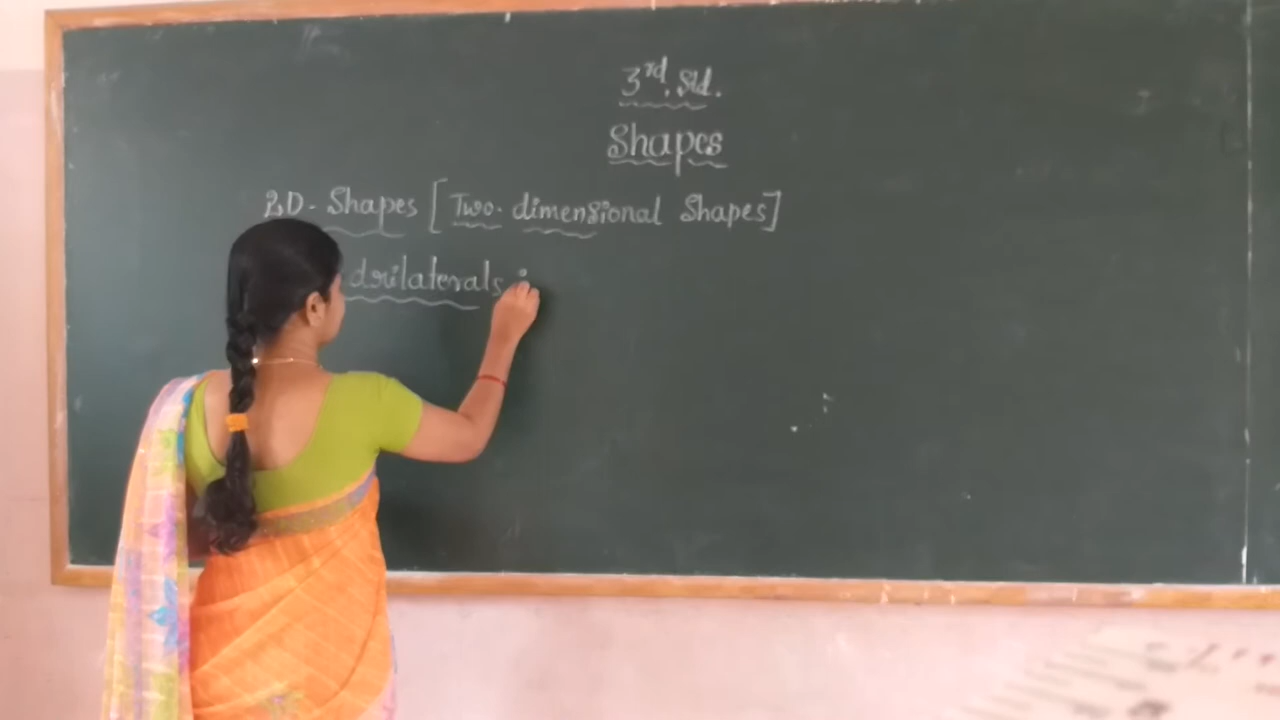 3rd. Std.
Shapes
2D- Shapes [Two- dimensional Shapes]
drilaterals :